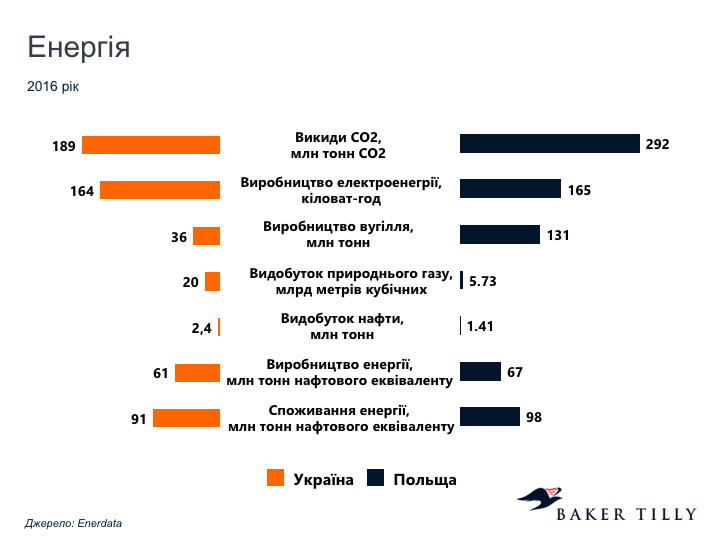 Енергія
2016 рік
Викиди CO2,
млн тонн CO2
189
292
Виробництво електроенегрії,
кіловат-год
164
165
Виробництво вугілля,
млн тонн
36
131
Видобуток природнього газу,
млрд метрів кубічних
20
5.73
Видобуток нафти,
млн тонн
2,4
1.41
Виробництво енергії,
млн тонн нафтового еквіваленту
61
67
Споживання енергії,
млн тонн нафтового еквіваленту
91
98
Україна Польща
BAKER TILLY
Джерело: Enerdata